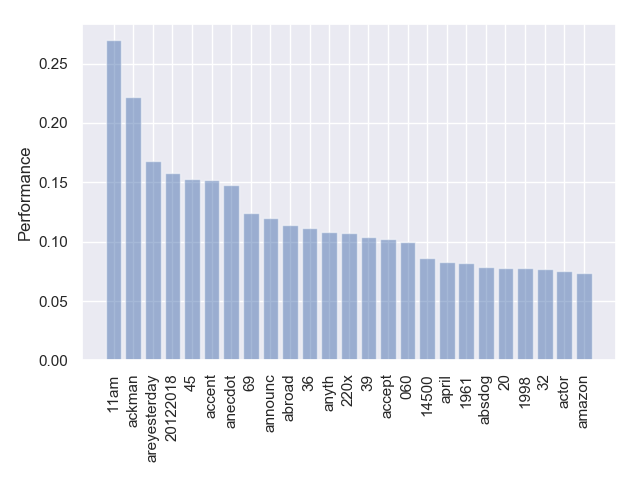 Performance
0.25
0.20
0.15
0.10
0.05
0.00
11am
ackman
areyesterday
20122018
45
accent
anecdot
69
announc
abroad
36
anyth
220x
39
accept
060
14500
april
1961
absdog
20
1998
32
actor
amazon